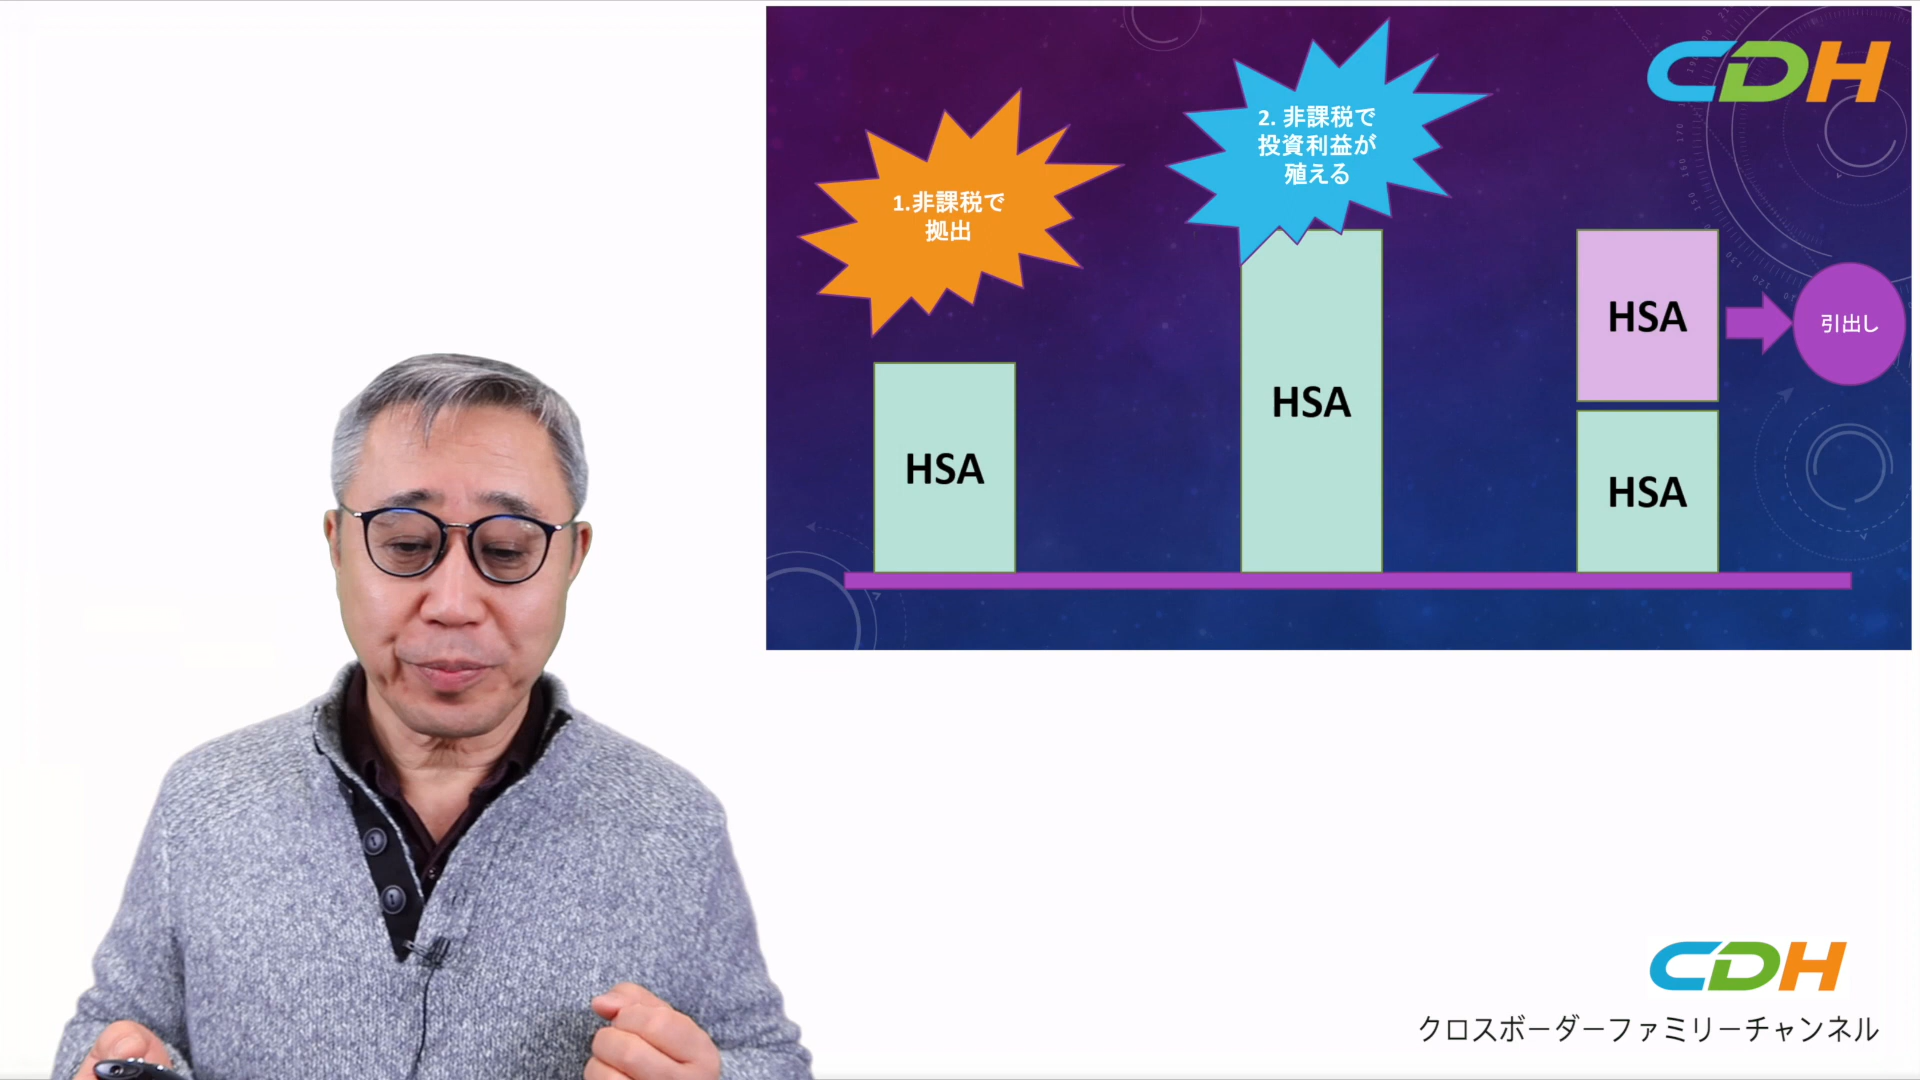 CDH
1.非課税で
拠出
2. 非課税で
投資利益が
殖える
HSA
HSA
HSA
HSA
引出し
CDH
クロスボーダーファミリーチャンネル